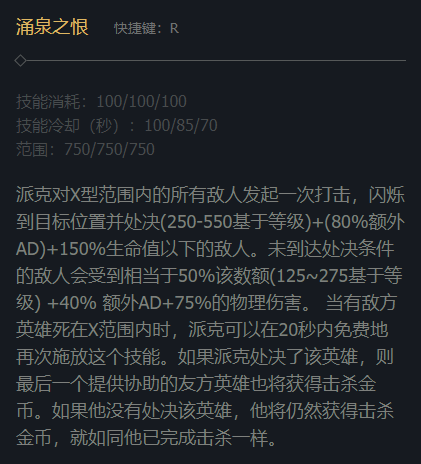 涌泉之恨 快捷键：R
技能消耗：100/100/100
技能冷却（秒）：100/85/70
范围：750/750/750
派克对X型范围内的所有敌人发起一次打击，闪烁
到目标位置并处决(250-550基于等级)+(80%额外
AD)+150%生命值以下的敌人。未到达处决条件
的敌人会受到相当于50%该数额(125~275基于等
级) +40% 额外AD+75%的物理伤害。 当有敌方
英雄死在X范围内时，派克可以在20秒内免费地
再次施放这个技能。如果派克处决了该英雄，则
最后一个提供协助的友方英雄也将获得击杀金
币。如果他没有处决该英雄，他将仍然获得击杀
金币，就如同他已完成击杀一样。